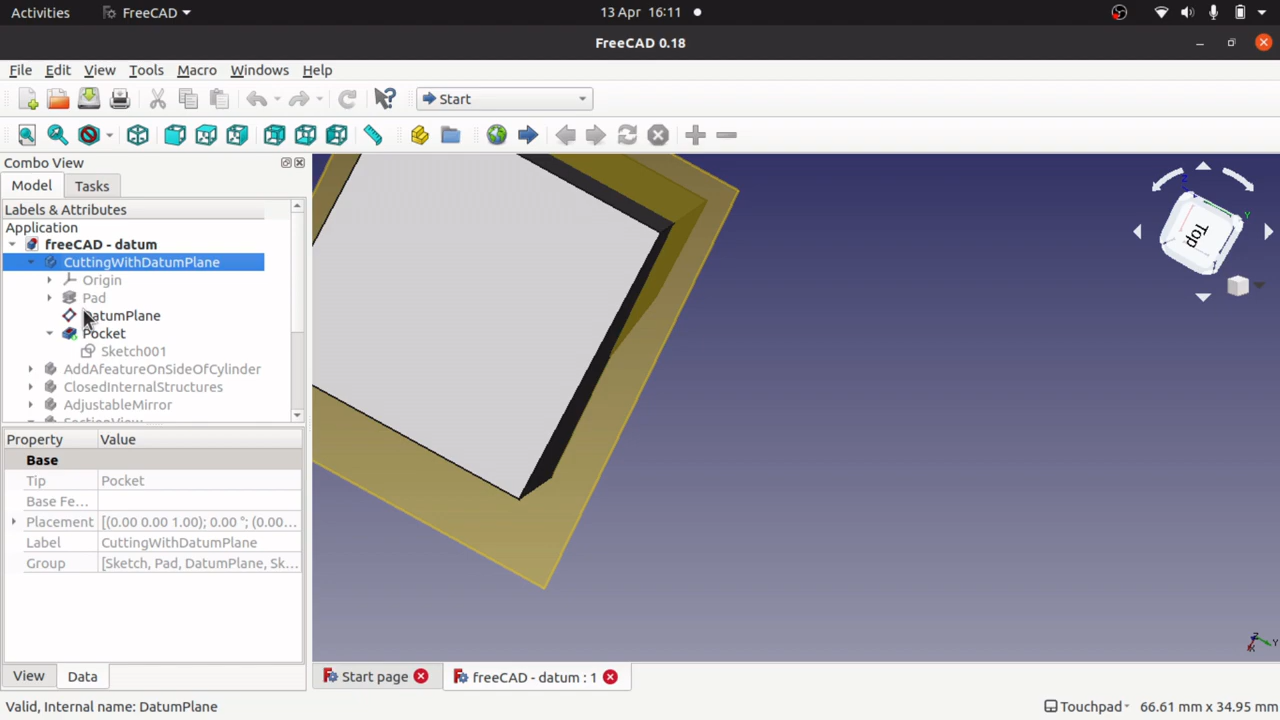 Activities FreeCAD 13 Apr 16:11
FreeCAD 0.18
File Edit View Tools Macro Windows Help
Start
Combo View
Model Tasks
Labels & Attributes
Application
freeCAD - datum
CuttingWithDatumPlane
Origin
Pad
DatumPlane
Pocket
Sketch001
AddAfeatureOnSideOfCylinder
ClosedInternalStructures
AdjustableMirror
SectionView
Property Value
Base
Tip Pocket
Base Fe...
Placement [(0.00 0.00 1.00); 0.00 °; (0.00...
Label CuttingWithDatumPlane
Group [Sketch, Pad, DatumPlane, Sk...
View Data
Start page freeCAD - datum : 1
Valid, Internal name: DatumPlane Touchpad 66.61 mm x 34.95 mm
Top
Z
Y
Z
X
Y